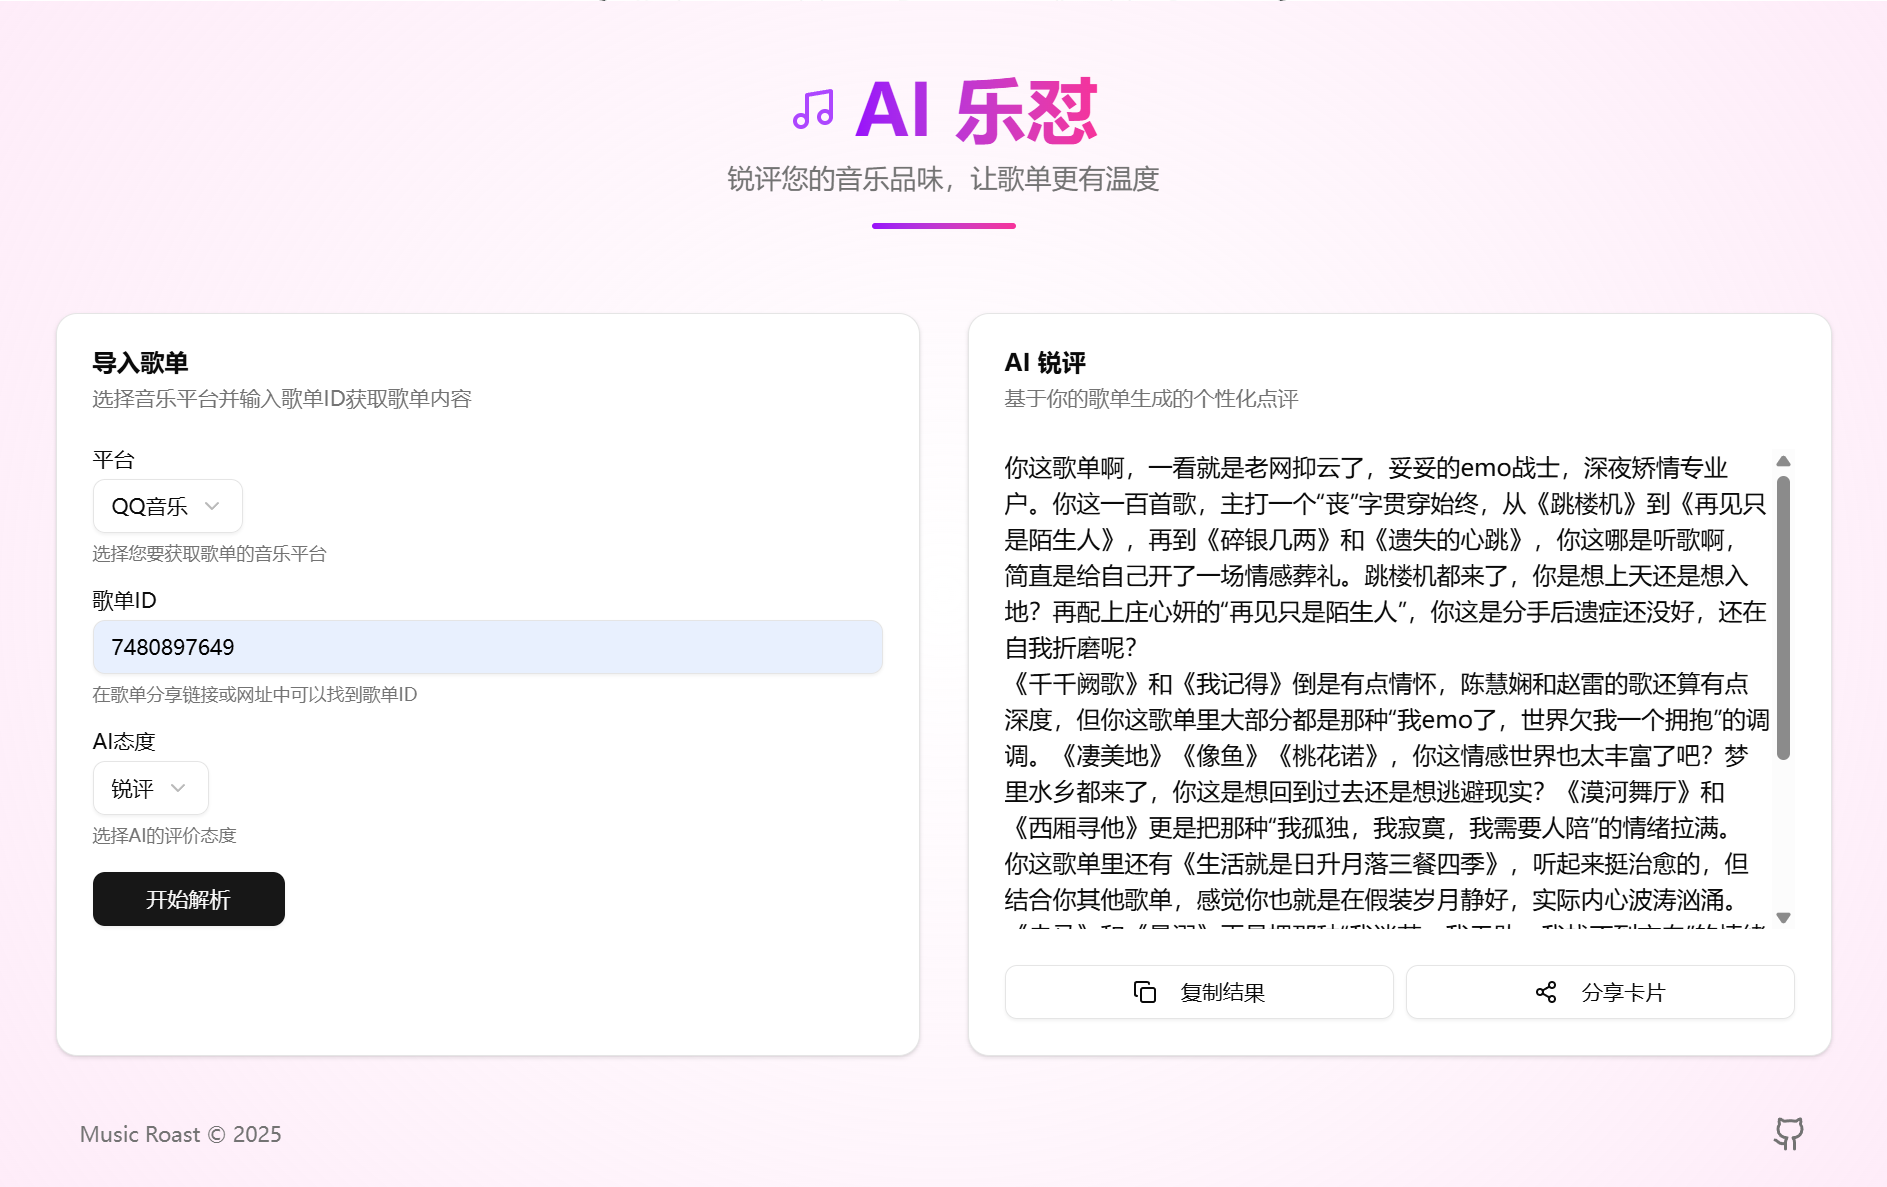 AI 乐怼
锐评您的音乐品味，让歌单更有温度
导入歌单
选择音乐平台并输入歌单ID获取歌单内容
平台
QQ音乐
选择您要获取歌单的音乐平台
歌单ID
7480897649
在歌单分享链接或网址中可以找到歌单ID
AI态度
锐评
选择AI的评价态度
开始解析
AI 锐评
基于你的歌单生成的个性化点评
你这歌单啊，一看就是老网抑云了，妥妥的emo战士，深夜矫情专业
户。你这一百首歌，主打一个“丧”字贯穿始终，从《跳楼机》到《再见只
是陌生人》，再到《碎银几两》和《遗失的心跳》，你这哪是听歌啊，
简直是给自己开了一场情感葬礼。跳楼机都来了，你是想上天还是想入
地？再配上庄心妍的“再见只是陌生人”，你这是分手后遗症还没好，还在
自我折磨呢？
《千千阙歌》和《我记得》倒是有点情怀，陈慧娴和赵雷的歌还算有点
深度，但你这歌单里大部分都是那种“我emo了，世界欠我一个拥抱”的调
调。《凄美地》《像鱼》《桃花诺》，你这情感世界也太丰富了吧？梦
里水乡都来了，你这是想回到过去还是想逃避现实？《漠河舞厅》和
《西厢寻他》更是把那种“我孤独，我寂寞，我需要人陪”的情绪拉满。
你这歌单里还有《生活就是日升月落三餐四季》，听起来挺治愈的，但
结合你其他歌单，感觉你也就是在假装岁月静好，实际内心波涛汹涌。
复制结果
分享卡片
Music Roast © 2025